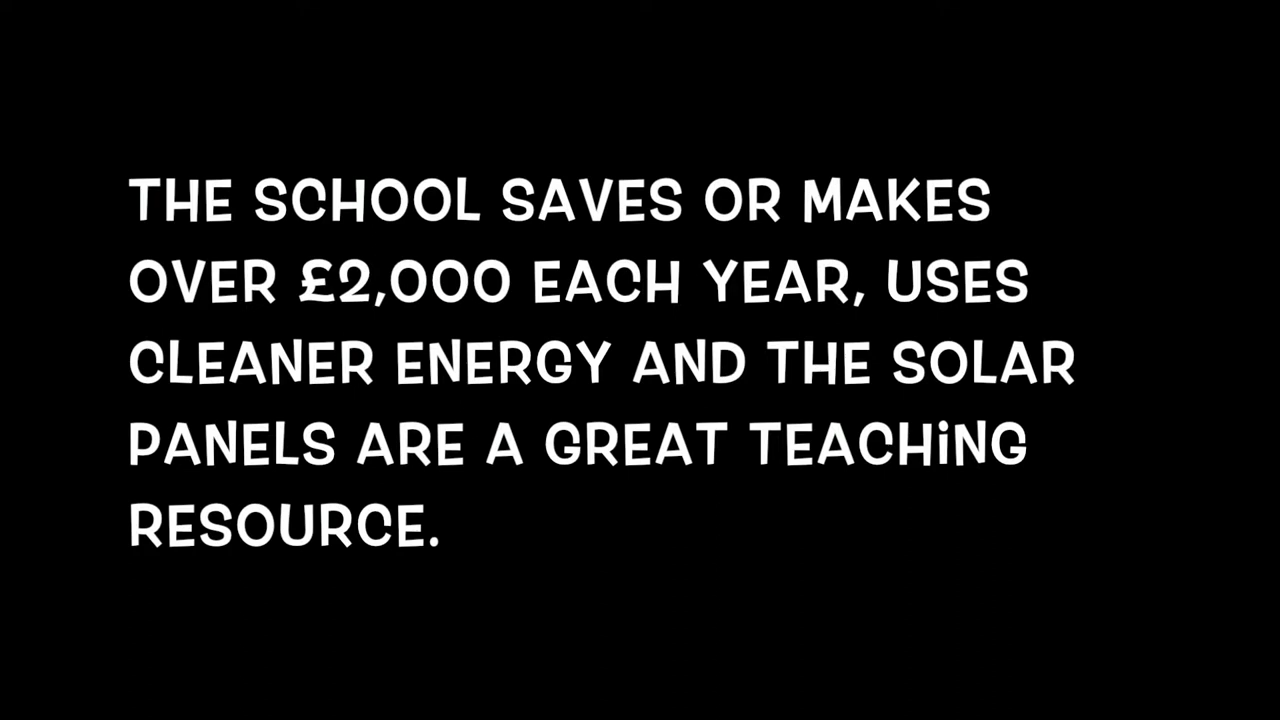 THE SCHOOL SAVES OR MAKES
OVER £2,000 EACH YEAR, USES
CLEANER ENERGY AND THE SOLAR
PANELS ARE A GREAT TEACHiNG
RESOURCE.